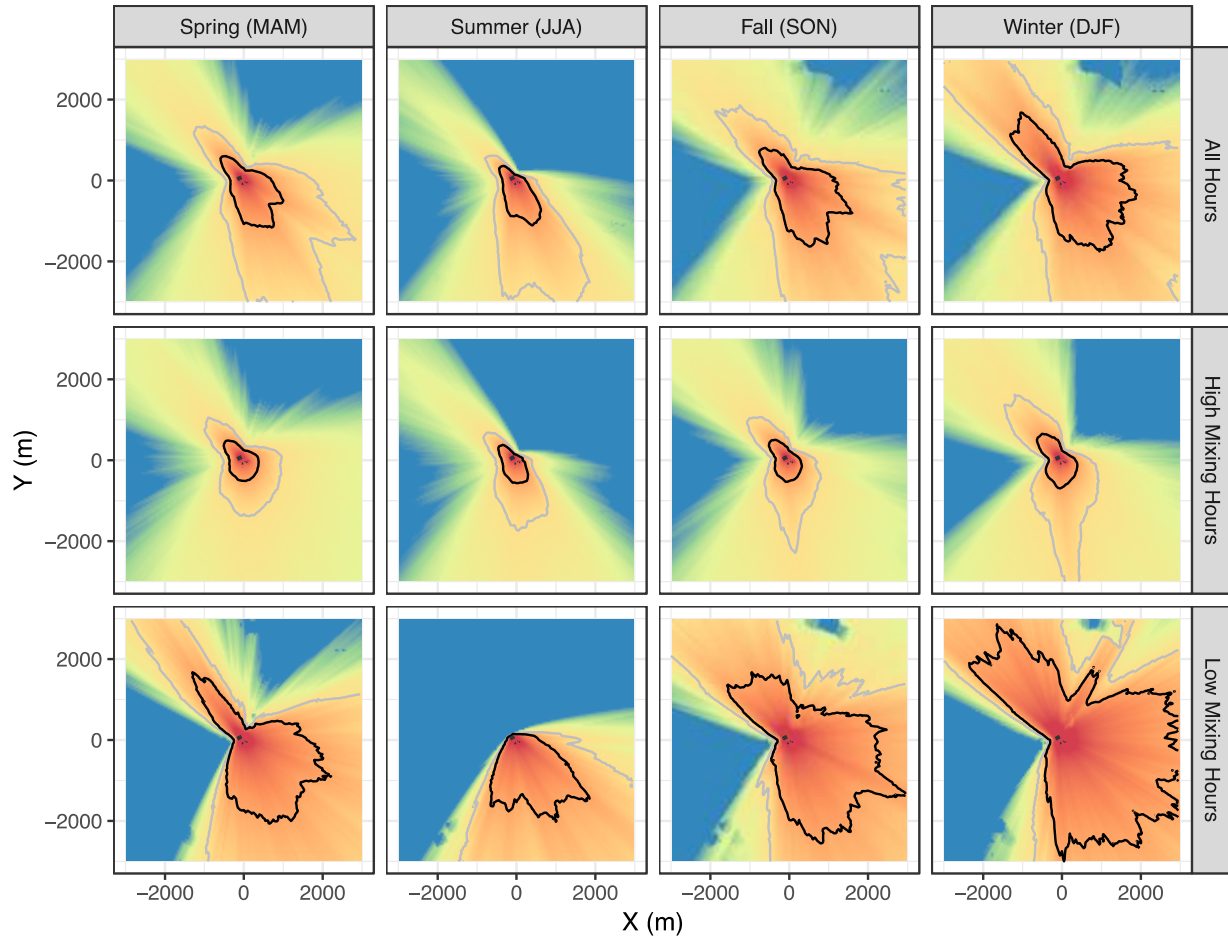 Spring (MAM)
Summer (JJA)
Fall (SON)
Winter (DJF)
2000
0
−2000
All Hours
2000
0
−2000
High Mixing Hours
2000
0
−2000
Low Mixing Hours
−2000 0 2000 −2000 0 2000 −2000 0 2000 −2000 0 2000
X (m)
Y (m)